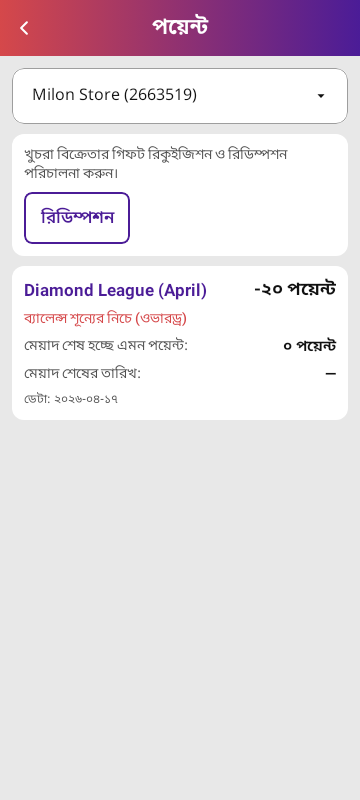 পয়েন্ট
Milon Store (2663519)
খুচরা বিক্রেতার গিফট রিকুইজিশন ও রিডিম্পশন
পরিচালনা করুন।
রিডিম্পশন
Diamond League (April) -২০ পয়েন্ট
ব্যালেন্স শূন্যের নিচে (ওভারড্র)
মেয়াদ শেষ হচ্ছে এমন পয়েন্ট: ০ পয়েন্ট
মেয়াদ শেষের তারিখ: —
ডেটা: ২০২৬-০৪-১৭